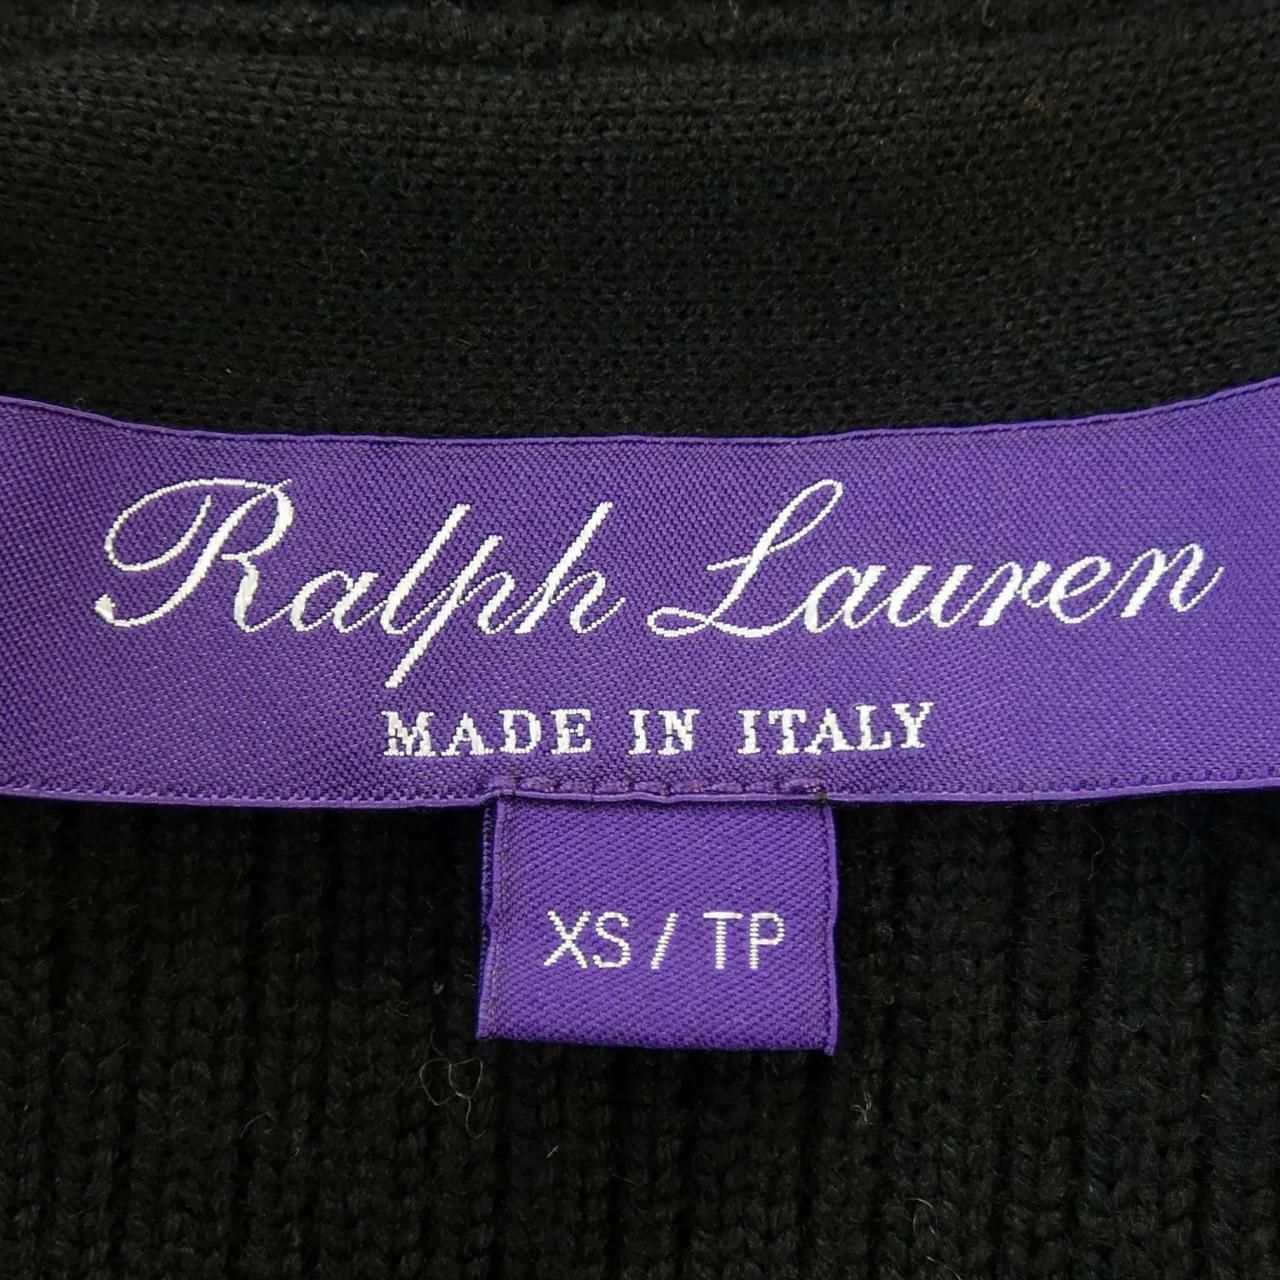 Ralph Lauren
MADE IN ITALY
XS / TP